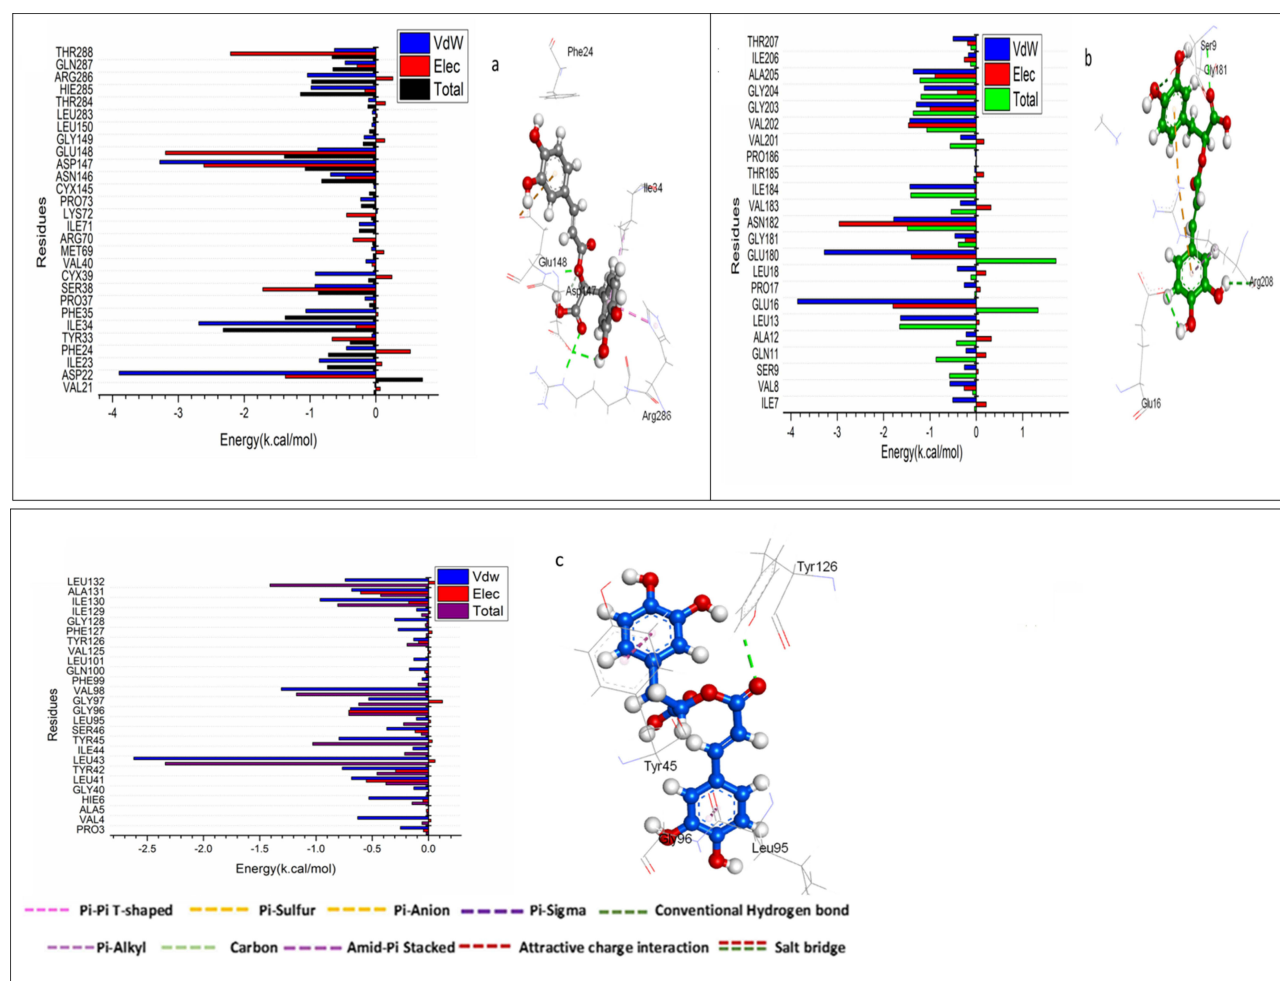 THR288
GLN287
ARG286
HIE285
THR284
LEU283
LEU150
GLY149
GLU148
ASP147
ASN146
CYX145
PRO73
LYS72
ILE71
ARG70
MET69
VAL40
CYX39
SER38
PRO37
PHE35
ILE34
TYR33
PHE24
ILE23
ASP22
VAL21
Residues
-4 -3 -2 -1 0
Energy(k.cal/mol)
VdW
Elec
Total
a
Phe24
Ile34
Glu148
Asp147
Arg286
THR207
ILE206
ALA205
GLY204
GLY203
VAL202
VAL201
PRO186
THR185
ILE184
VAL183
ASN182
GLY181
GLU180
LEU18
PRO17
GLU16
LEU13
ALA12
GLN11
SER9
VAL8
ILE7
Residues
-4 -3 -2 -1 0 1
Energy(k.cal/mol)
VdW
Elec
Total
b
Ser9
Gly181
Arg208
Glu16
LEU132
ALA131
ILE130
ILE129
GLY128
PHE127
TYR126
VAL125
LEU101
GLN100
PHE99
VAL98
GLY97
GLY96
LEU95
SER46
TYR45
ILE44
LEU43
TYR42
LEU41
GLY40
HIE6
ALA5
VAL4
PRO3
Residues
-2.5 -2.0 -1.5 -1.0 -0.5 0.0
Energy(k.cal/mol)
Vdw
Elec
Total
c
Tyr126
Tyr45
Gly96
Leu95
Pi-Pi T-shaped Pi-Sulfur Pi-Anion Pi-Sigma Conventional Hydrogen bond
Pi-Alkyl Carbon Amid-Pi Stacked Attractive charge interaction Salt bridge